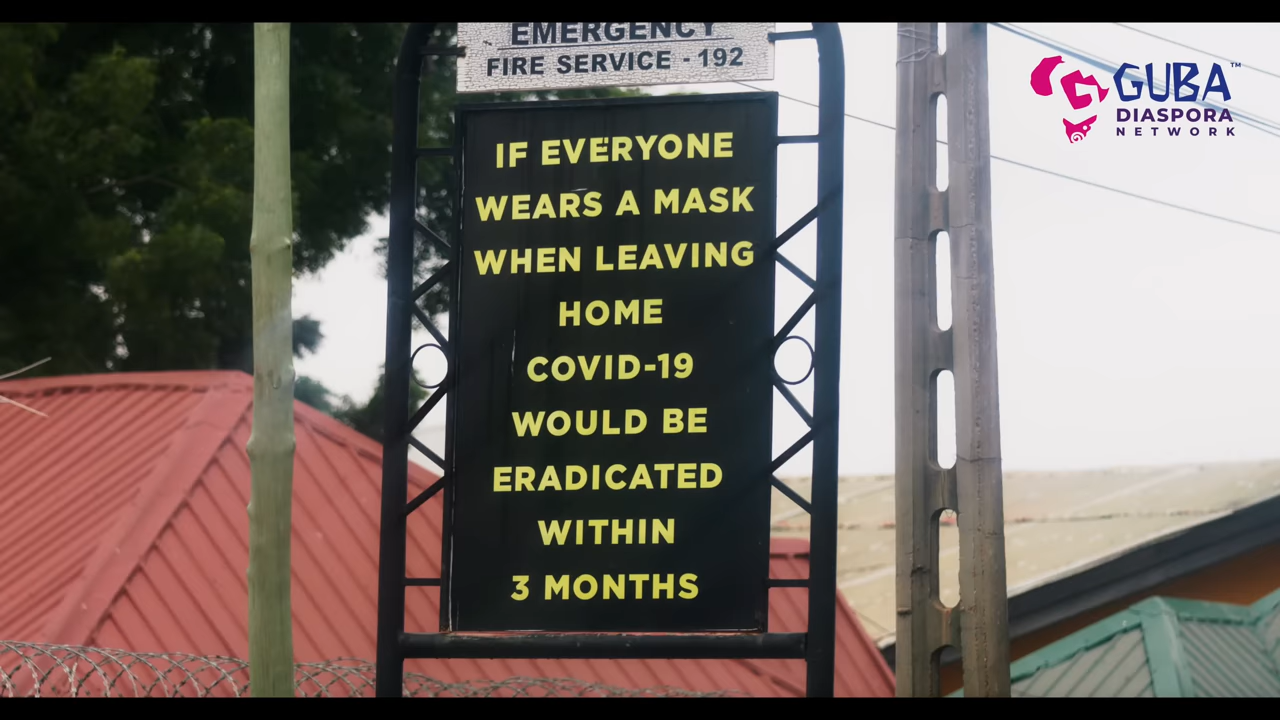 EMERGENCY
FIRE SERVICE - 192
IF EVERYONE
WEARS A MASK
WHEN LEAVING
HOME
COVID-19
WOULD BE
ERADICATED
WITHIN
3 MONTHS
GUBA™
DIASPORA
NETWORK